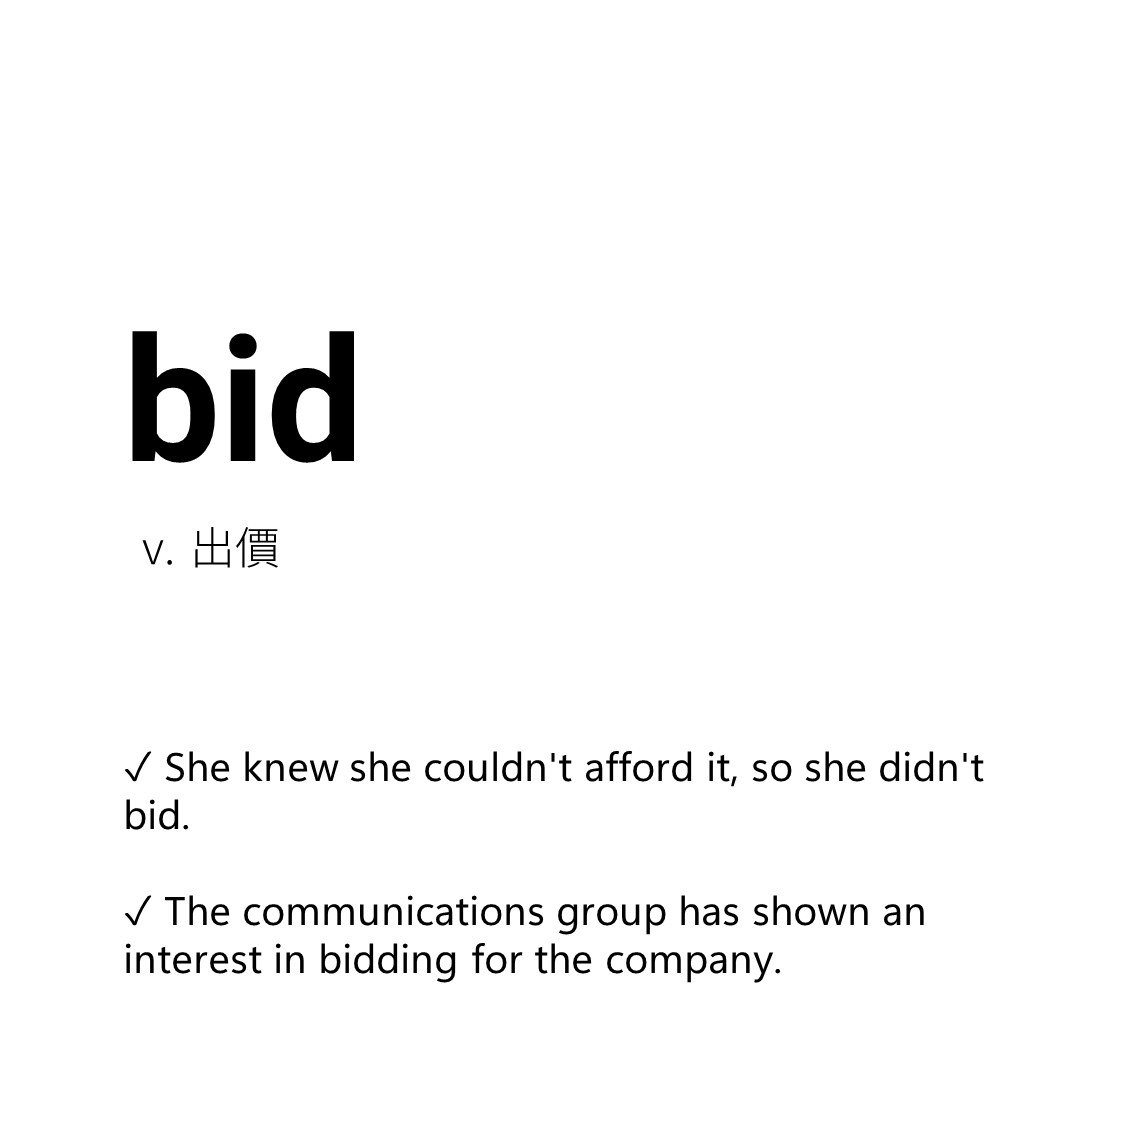 bid
v. 出價
✓ She knew she couldn't afford it, so she didn't
bid.
✓ The communications group has shown an
interest in bidding for the company.